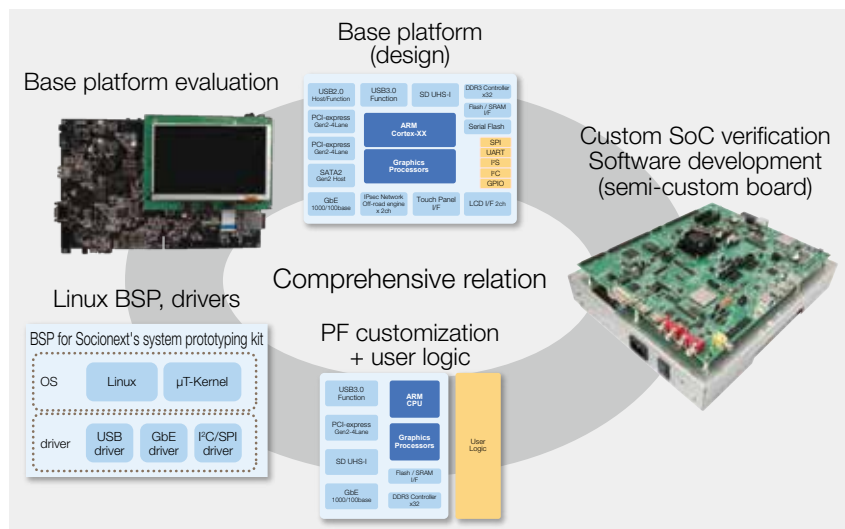 Base platform
(design)
Base platform evaluation
USB2.0
Host/Function
USB3.0
Function
SD UHS-I
DDR3 Controller
x32
Flash / SRAM
I/F
Serial Flash
PCI-express
Gen2-4Lane
PCI-express
Gen2-4Lane
SATA2
Gen2 Host
GbE
1000/100base
ARM
Cortex-XX
Graphics
Processors
SPI
UART
I²S
I²C
GPIO
IPsec Network
Off-road engine
x 2ch
Touch Panel
I/F
LCD I/F 2ch
Custom SoC verification
Software development
(semi-custom board)
Comprehensive relation
Linux BSP, drivers
BSP for Socionext's system prototyping kit
OS
Linux
µT-Kernel
driver
USB
driver
GbE
driver
I²C/SPI
driver
PF customization
+ user logic
USB3.0
Function
PCI-express
Gen2-4Lane
SD UHS-I
GbE
1000/100base
ARM
CPU
Graphics
Processors
Flash / SRAM
I/F
DDR3 Controller
x32
User
Logic